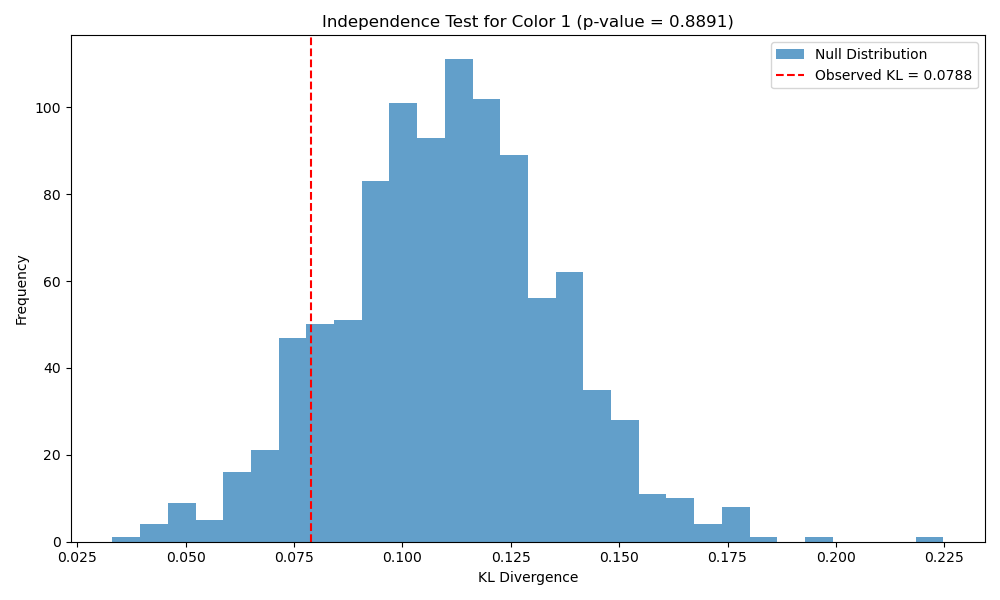 Independence Test for Color 1 (p-value = 0.8891)
Null Distribution
Observed KL = 0.0788
Frequency
100
80
60
40
20
0
0.025 0.050 0.075 0.100 0.125 0.150 0.175 0.200 0.225
KL Divergence